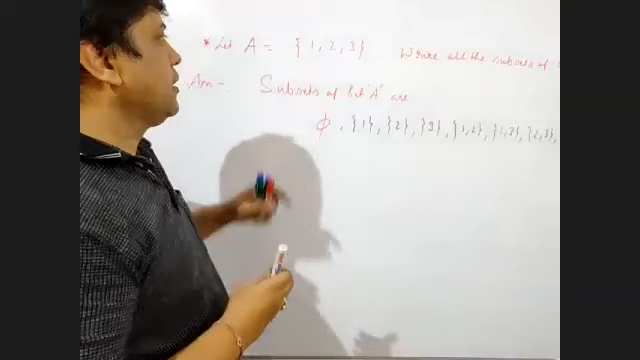 * Let A = {1, 2, 3}. Write all the subsets of
Ans-. Subsets of Set 'A' are
ϕ, {1}, {2}, {3}, {1,2}, {1,3}, {2,3},